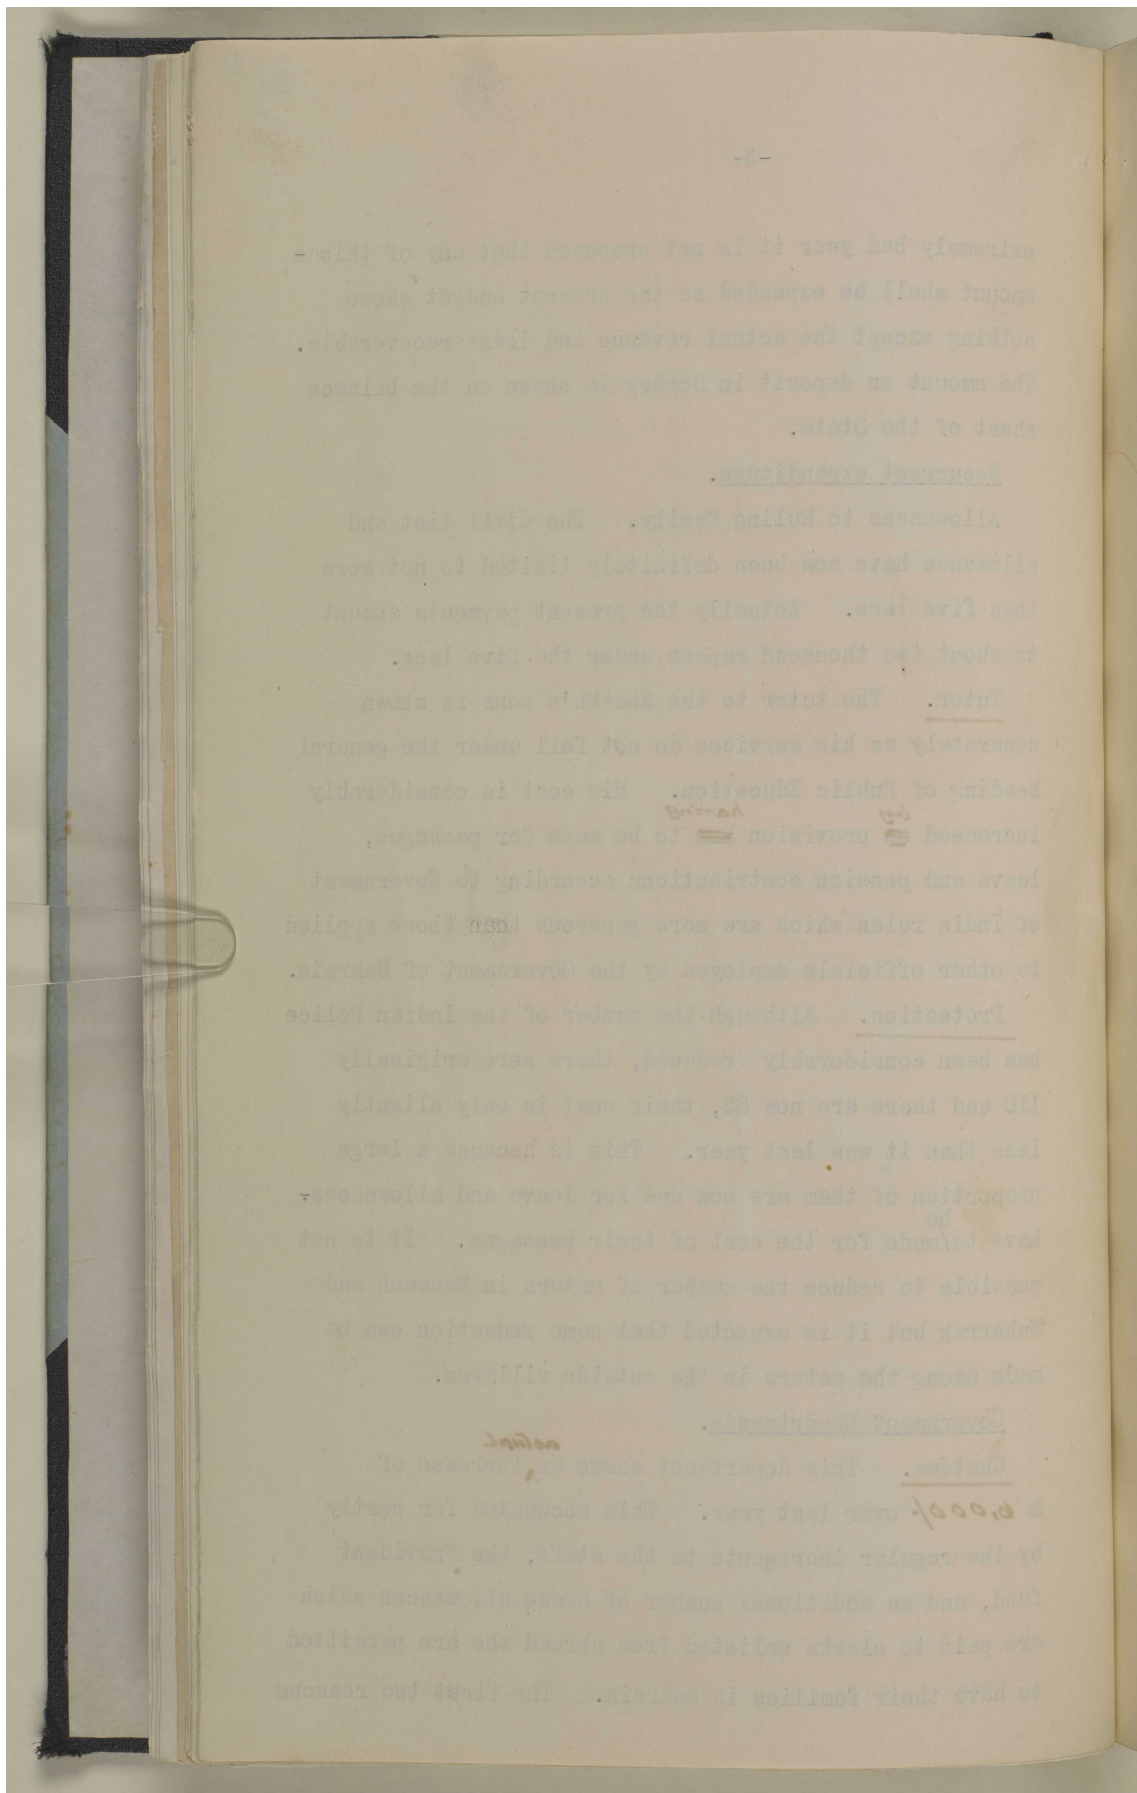 extremely bad year it is not proposed that any of this
amount shall be expended so the present budget shows
nothing except the actual revenue and loans recoverable.
The amount on deposit in Bombay is shown on the balance
sheet of the State.
Recurrent expenditure.
Allowances to Ruling Family. The Civil list and
allowance have now been definitely limited to not more
than five lacs. Actually the present payments amount
to about two thousand rupees under the five lacs.
Tutor. The tutor to the Shaikh's sons is shown
separately as his services do not fall under the general
heading of Public Education. His cost is considerably
by having
increased provision to be made for passages,
leave and pension contributions according to Government
of India rules which are more generous than those applied
to other officials employed by the Government of Bahrain.
Protection. Although the number of the Indian Police
has been considerably reduced, there were originally
110 and there are now 83, their cost is only slightly
less than it was last year. This is because a large
proportion of them are now due for leave and allowances
be
have to/made for the cost of their passages. It is not
possible to reduce the number of naturs in Manamah and
Muharrak but it is expected that some reduction can be
made among the naturs in the outside villages.
Government Departments.
actual
Customs. This department shows an increase of
Rs 6,000/- over last year. This accounted for partly
by the regular increments to the staff, the Provident
fund, and an additional number of house allowances which
are paid to clerks enlisted from abroad who are permitted
to have their families in Bahrain. The first two reasons